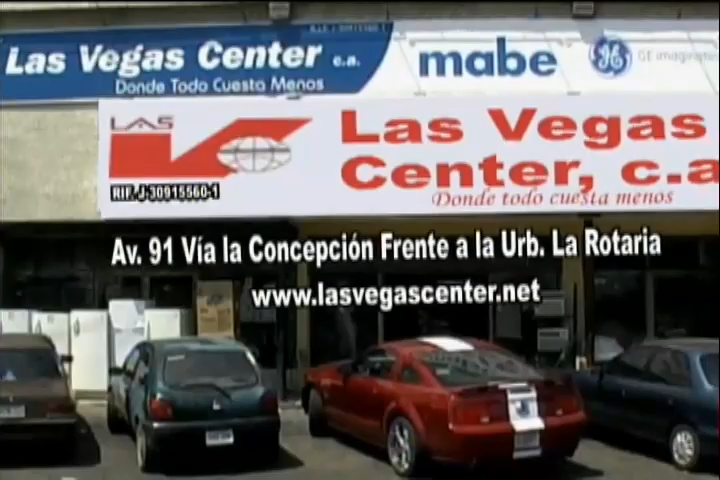 Las Vegas Center c.a.
Donde Todo Cuesta Menos
mabe
GE imagination
LAS
Las Vegas
Center, c.a
Donde todo cuesta menos
RIF. J-30915560-1
Av. 91 Vía la Concepción Frente a la Urb. La Rotaria
www.lasvegascenter.net